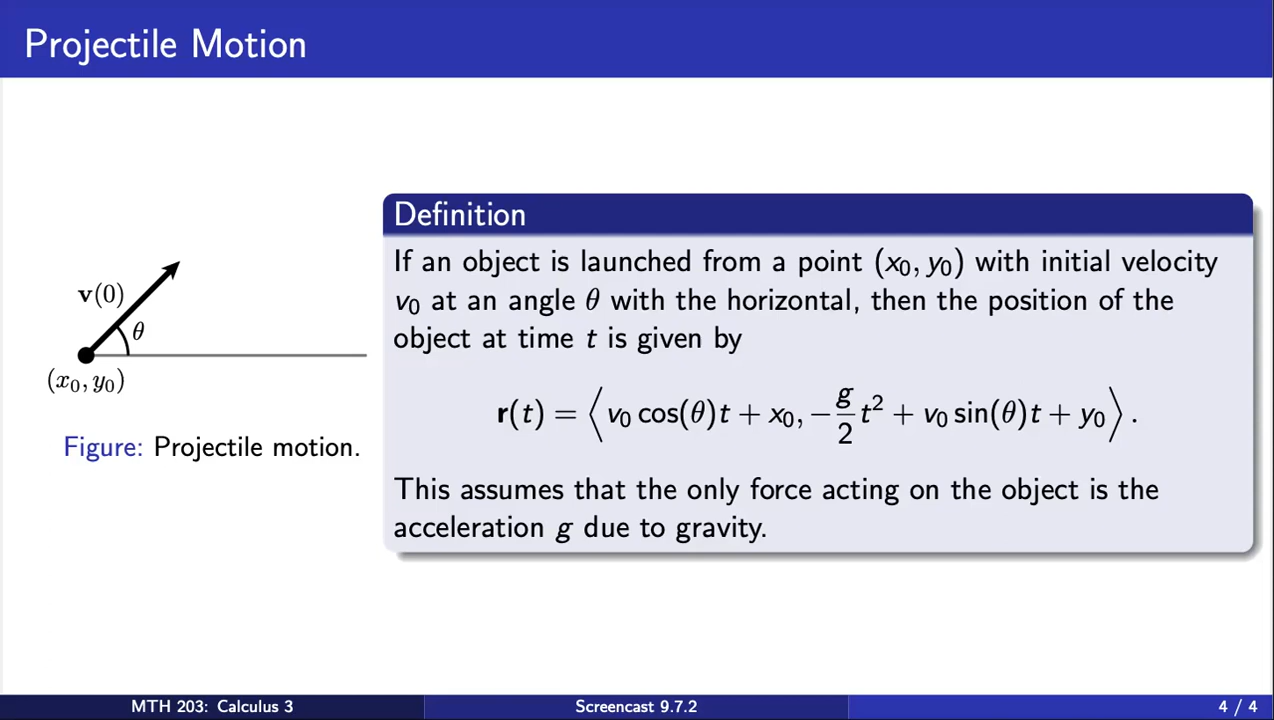 Projectile Motion
v(0)
θ
(x₀, y₀)
Figure: Projectile motion.
Definition
If an object is launched from a point (x₀, y₀) with initial velocity
v₀ at an angle θ with the horizontal, then the position of the
object at time t is given by
r(t) = ⟨v₀ cos(θ)t + x₀, −g/2 t² + v₀ sin(θ)t + y₀⟩.
This assumes that the only force acting on the object is the
acceleration g due to gravity.
MTH 203: Calculus 3
Screencast 9.7.2
4 / 4